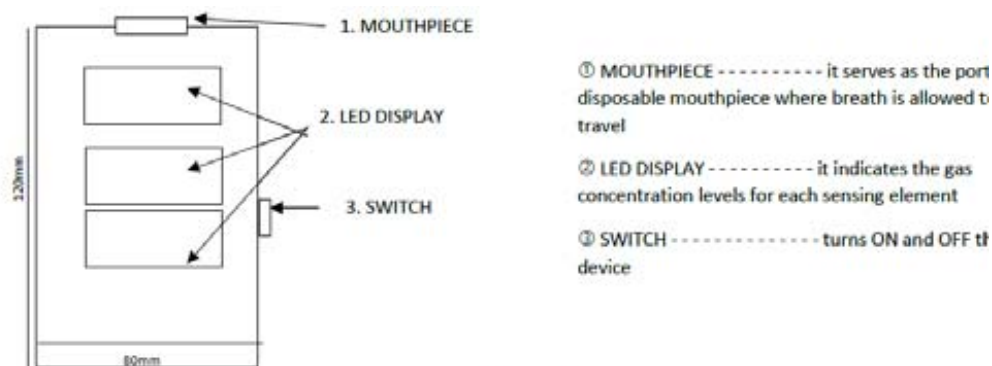 1. MOUTHPIECE
2. LED DISPLAY
3. SWITCH
120mm
80mm
① MOUTHPIECE - - - - - - - - - - - it serves as the port
disposable mouthpiece where breath is allowed t
travel
② LED DISPLAY - - - - - - - - - - it indicates the gas
concentration levels for each sensing element
③ SWITCH - - - - - - - - - - - - - - turns ON and OFF th
device